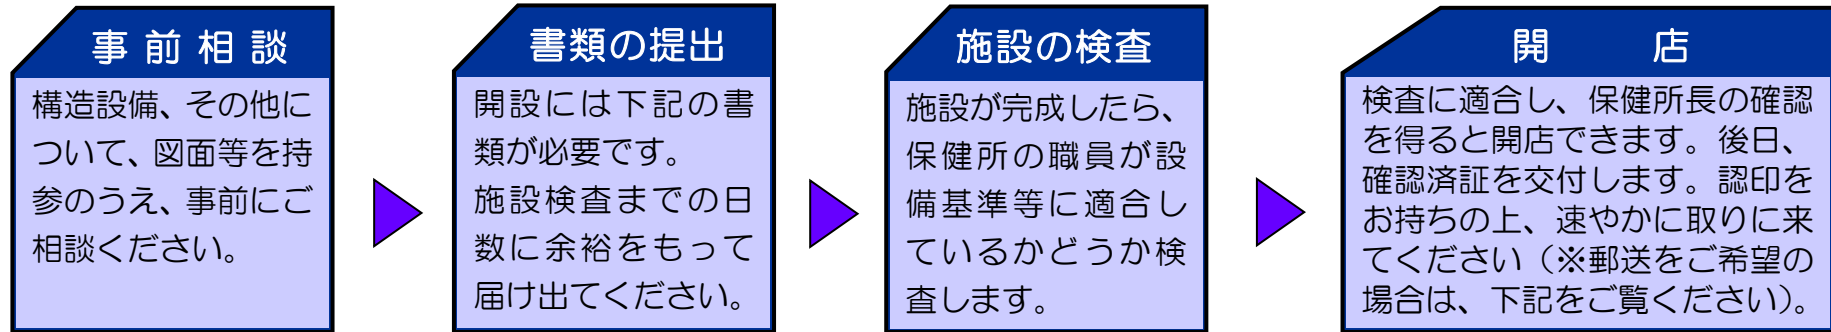 事前相談
構造設備、その他に
ついて、図面等を持
参のうえ、事前にご
相談ください。
書類の提出
開設には下記の書
類が必要です。
施設検査までの日
数に余裕をもって
届け出てください。
施設の検査
施設が完成したら、
保健所の職員が設
備基準等に適合し
ているかどうか検
査します。
開店
検査に適合し、保健所長の確認
を得ると開店できます。後日、
確認済証を交付します。認印を
お持ちの上、速やかに取りに来
てください（※郵送をご希望の
場合は、下記をご覧ください）。